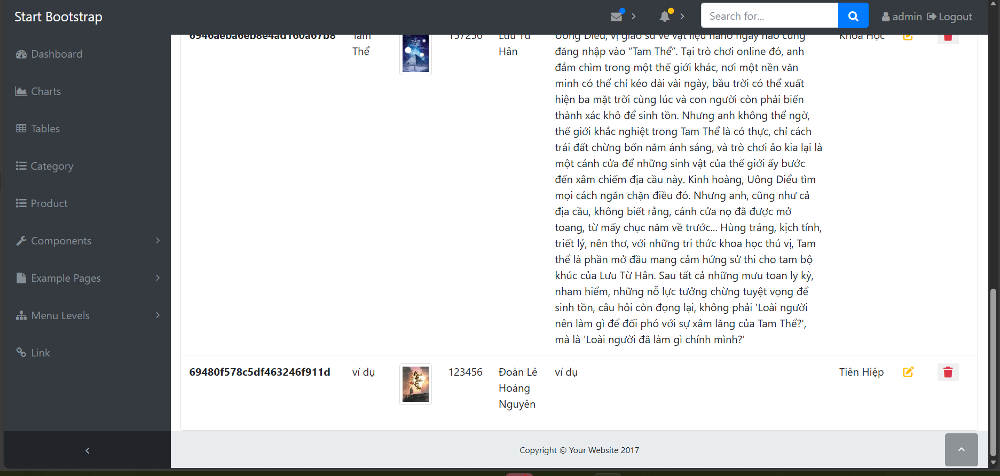 Start Bootstrap
Search for...
admin
Logout
Dashboard
Charts
Tables
Category
Product
Components
Example Pages
Menu Levels
Link
6946aeba6eb8e4ad160a67b8
Tam
Thể
157250
Lưu Từ
Hân
Uông Diểu, vị giáo sư về vật liệu nano ngày nào cũng
đăng nhập vào “Tam Thể”. Tại trò chơi online đó, anh
đắm chìm trong một thế giới khác, nơi một nền văn
minh có thể chỉ kéo dài vài ngày, bầu trời có thể xuất
hiện ba mặt trời cùng lúc và con người còn phải biến
thành xác khô để sinh tồn. Nhưng anh không thể ngờ,
thế giới khắc nghiệt trong Tam Thể là có thực, chỉ cách
trái đất chừng bốn năm ánh sáng, và trò chơi ảo kia lại là
một cánh cửa để những sinh vật của thế giới ấy bước
đến xâm chiếm địa cầu này. Kinh hoàng, Uông Diểu tìm
mọi cách ngăn chặn điều đó. Nhưng anh, cũng như cả
địa cầu, không biết rằng, cánh cửa nọ đã được mở
toang, từ mấy chục năm về trước... Hùng tráng, kịch tính,
triết lý, nên thơ, với những tri thức khoa học thú vị, Tam
thể là phần mở đầu mang cảm hứng sử thi cho tam bộ
khúc của Lưu Từ Hân. Sau tất cả những mưu toan ly kỳ,
nham hiểm, những nỗ lực tưởng chừng tuyệt vọng để
sinh tồn, câu hỏi còn đọng lại, không phải 'Loài người
nên làm gì để đối phó với sự xâm lăng của Tam Thể?',
mà là 'Loài người đã làm gì chính mình?'
Khoa Học
69480f578c5df463246f911d
ví dụ
123456
Đoàn Lê
Hoàng
Nguyên
ví dụ
Tiên Hiệp
Copyright © Your Website 2017